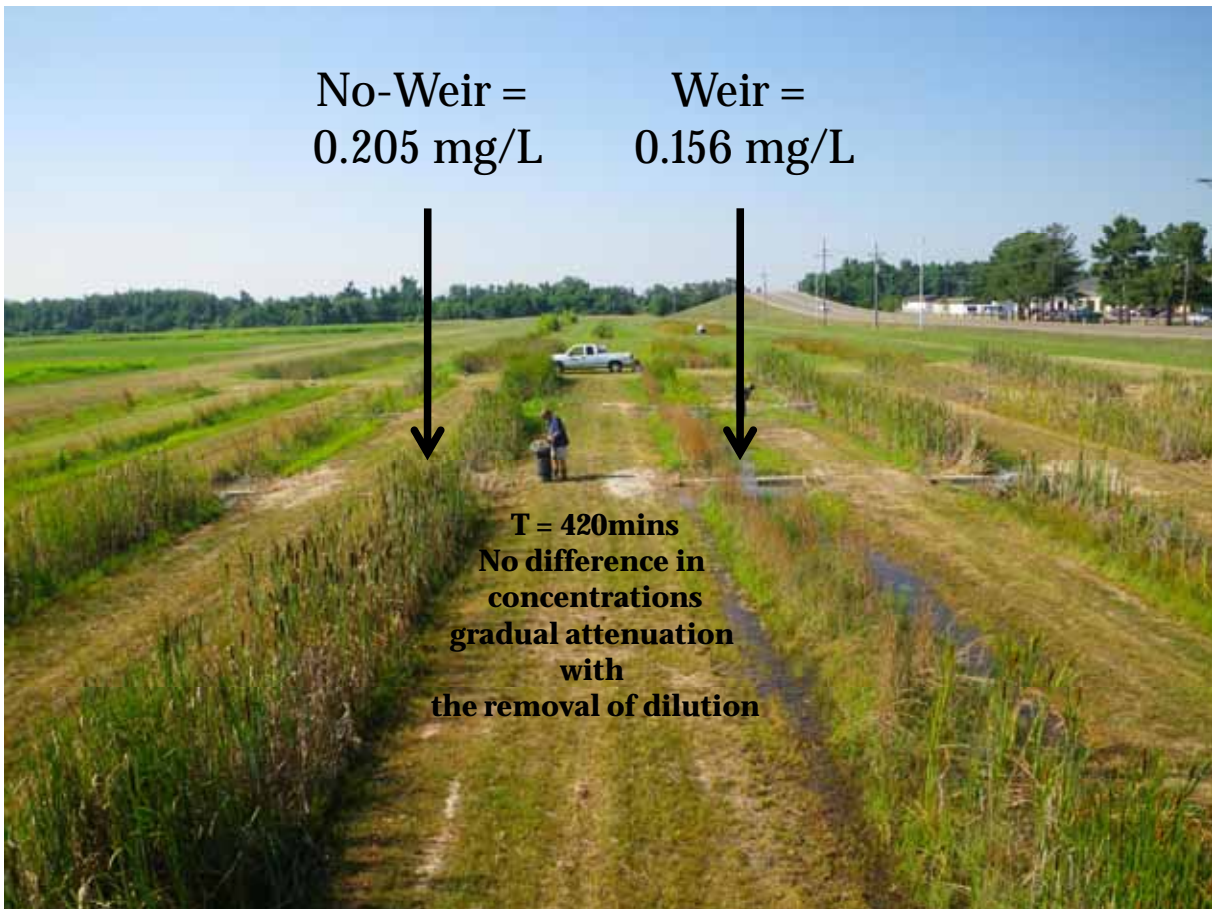 No-Weir =
0.205 mg/L
Weir =
0.156 mg/L
T = 420mins
No difference in
concentrations
gradual attenuation
with
the removal of dilution